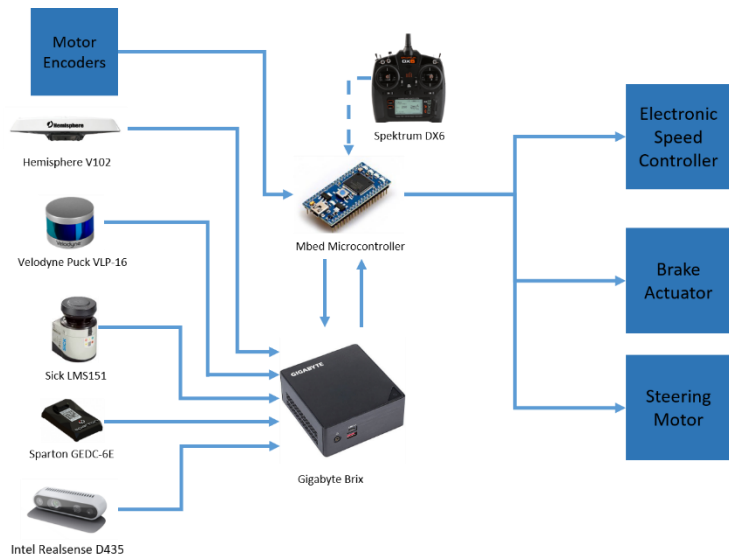 Motor
Encoders
Hemisphere
Hemisphere V102
Velodyne
Velodyne Puck VLP-16
SICK
Sick LMS151
Sparton GEDC-6E
Intel Realsense D435
Spektrum DX6
Mbed Microcontroller
GIGABYTE
Gigabyte Brix
Electronic
Speed
Controller
Brake
Actuator
Steering
Motor